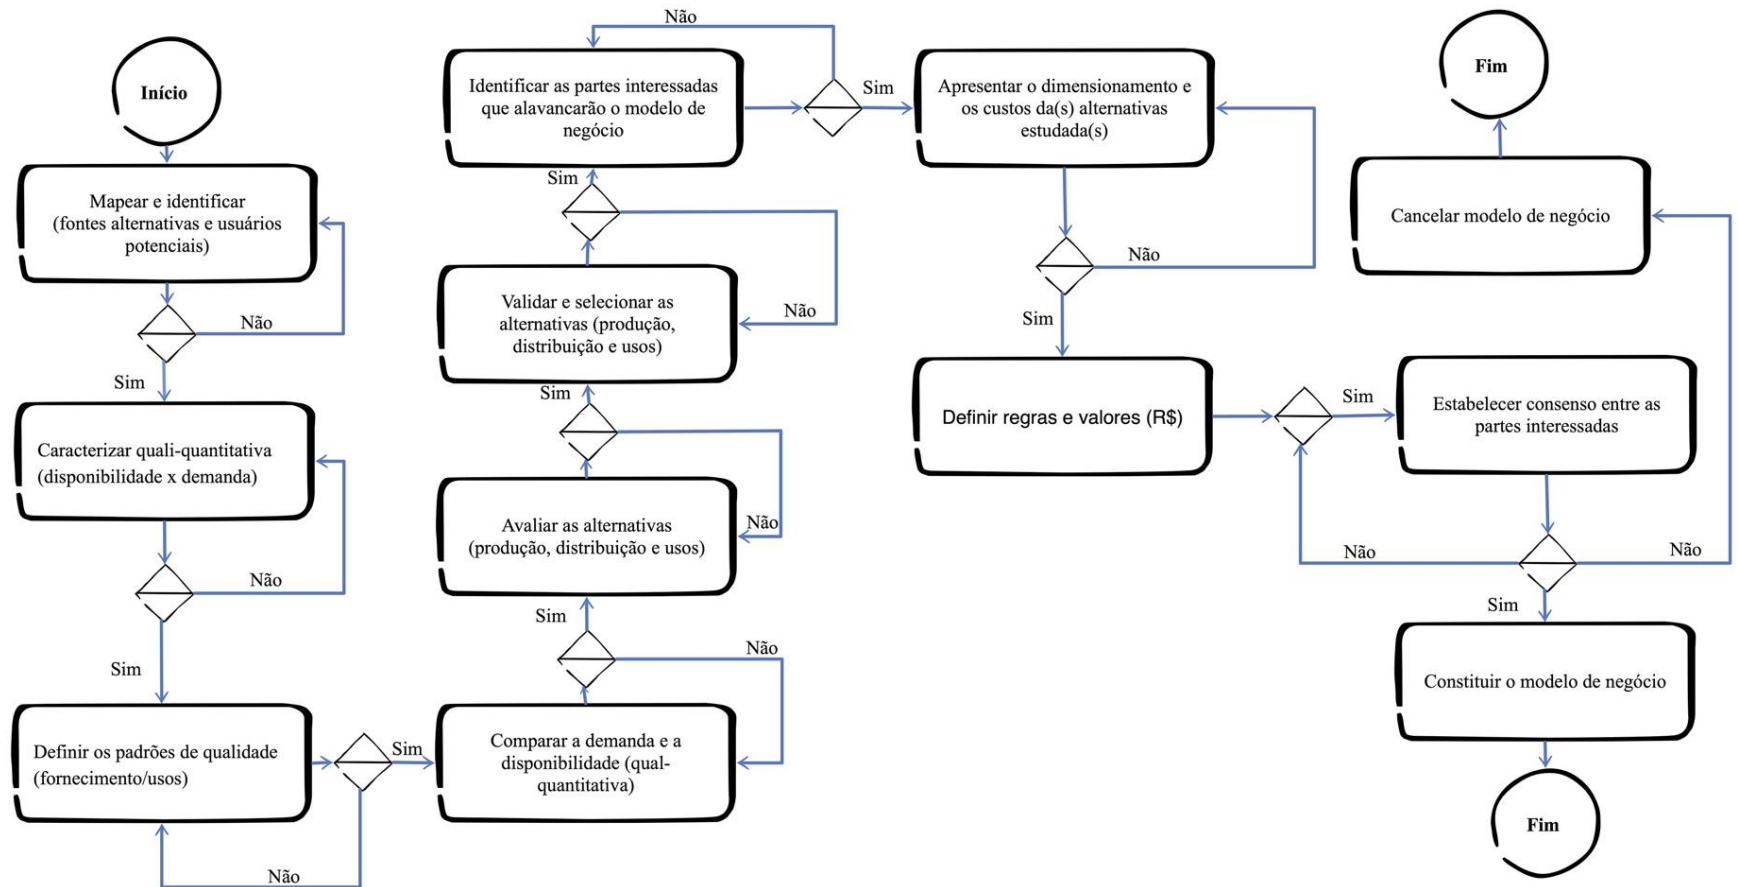 Início
Mapear e identificar
(fontes alternativas e usuários
potenciais)
Não
Sim
Caracterizar quali-quantitativa
(disponibilidade x demanda)
Não
Sim
Definir os padrões de qualidade
(fornecimento/usos)
Não
Sim
Comparar a demanda e a
disponibilidade (qual-
quantitativa)
Não
Sim
Avaliar as alternativas
(produção, distribuição e usos)
Não
Sim
Validar e selecionar as
alternativas (produção,
distribuição e usos)
Não
Sim
Identificar as partes interessadas
que alavancarão o modelo de
negócio
Não
Sim
Apresentar o dimensionamento e
os custos da(s) alternativas
estudada(s)
Não
Sim
Definir regras e valores (R$)
Sim
Estabelecer consenso entre as
partes interessadas
Não
Não
Sim
Constituir o modelo de negócio
Fim
Cancelar modelo de negócio
Fim